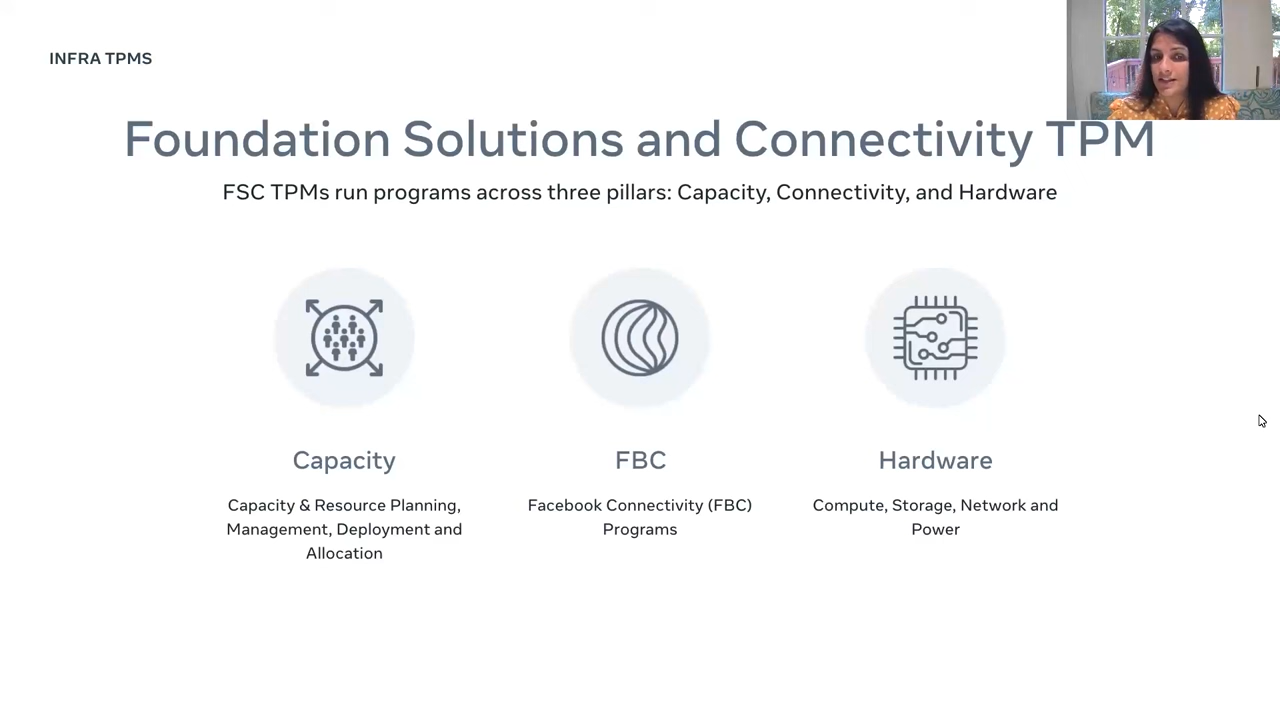 INFRA TPMS
Foundation Solutions and Connectivity TPM
FSC TPMs run programs across three pillars: Capacity, Connectivity, and Hardware
Capacity
Capacity & Resource Planning,
Management, Deployment and
Allocation
FBC
Facebook Connectivity (FBC)
Programs
Hardware
Compute, Storage, Network and
Power